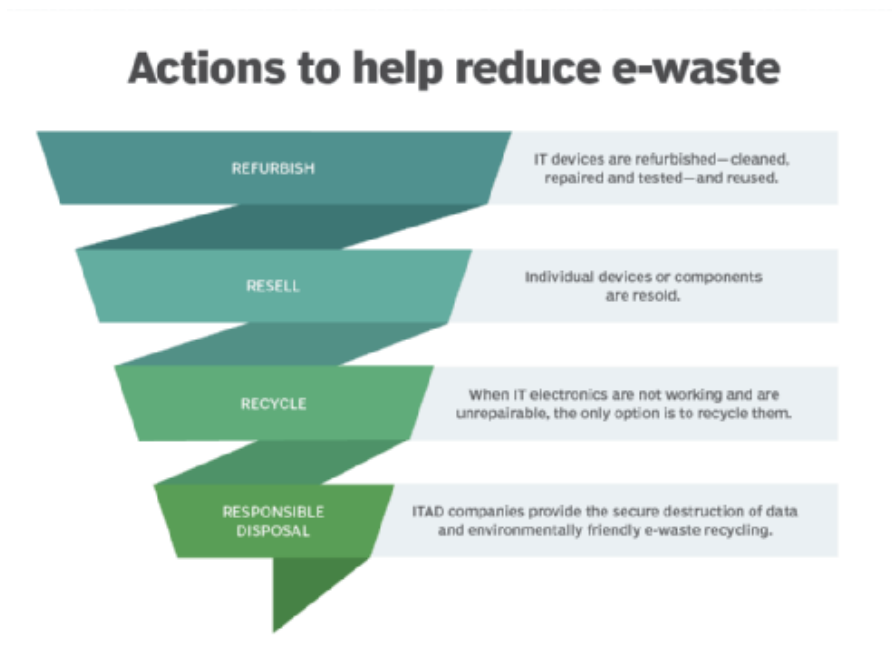 Actions to help reduce e-waste
REFURBISH
IT devices are refurbished—cleaned,
repaired and tested—and reused.
RESELL
Individual devices or components
are resold.
RECYCLE
When IT electronics are not working and are
unrepairable, the only option is to recycle them.
RESPONSIBLE
DISPOSAL
ITAD companies provide the secure destruction of data
and environmentally friendly e-waste recycling.